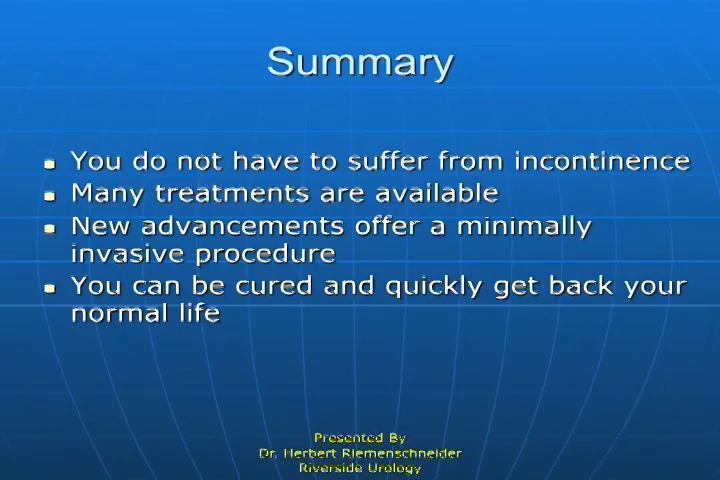 Summary
You do not have to suffer from incontinence
Many treatments are available
New advancements offer a minimally
invasive procedure
You can be cured and quickly get back your
normal life
Presented By
Dr. Herbert Riemenschneider
Riverside Urology